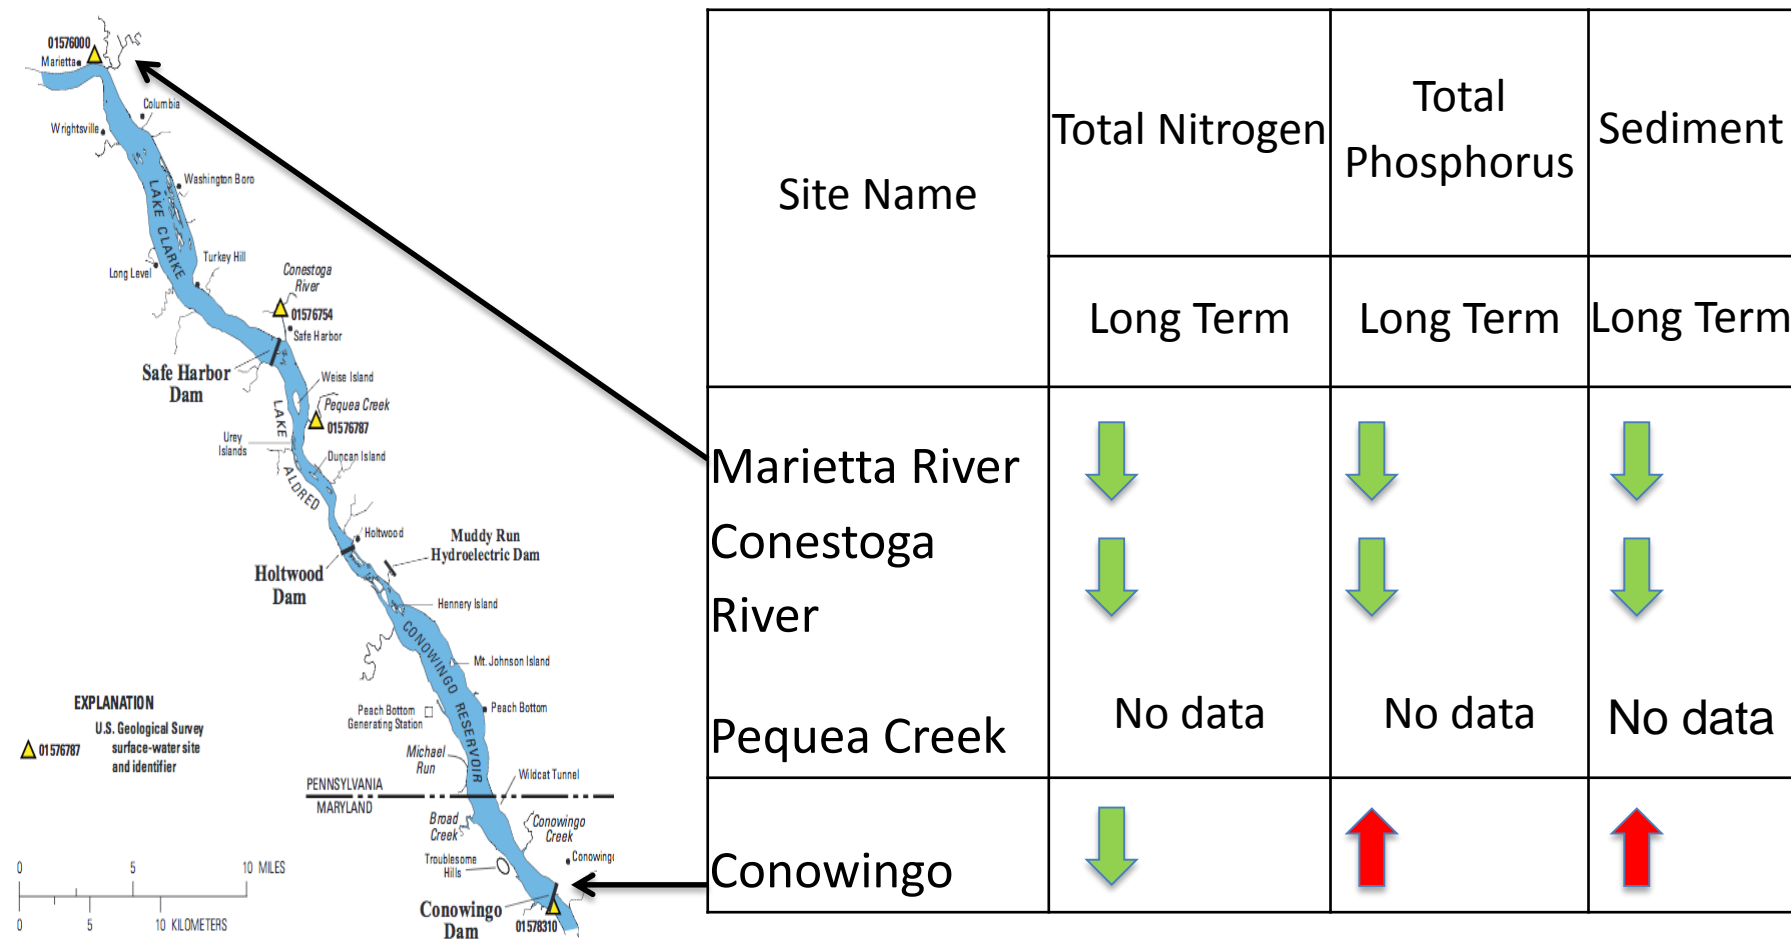 01576000
Marietta
Columbia
Wrightsville
Washington Boro
LAKE CLARKE
Turkey Hill
Long Level
Conestoga
River
01576754
Safe Harbor
Safe Harbor
Dam
Weise Island
Pequea Creek
01576787
LAKE ALDRED
Urey
Islands
Duncan Island
Holtwood
Muddy Run
Hydroelectric Dam
Holtwood
Dam
Hennery Island
CONOWINGO RESERVOIR
Mt. Johnson Island
Peach Bottom
Generating Station
Peach Bottom
Michael
Run
Wildcat Tunnel
PENNSYLVANIA
MARYLAND
Broad
Creek
Conowingo
Creek
Troublesome
Hills
Conowing
Conowingo
Dam
01578310
EXPLANATION
01576787
U.S. Geological Survey
surface-water site
and identifier
0 5 10 MILES
0 5 10 KILOMETERS
Site Name
Total Nitrogen
Total
Phosphorus
Sediment
Long Term Long Term Long Term
Marietta River
Conestoga
River
Pequea Creek No data No data No data
Conowingo